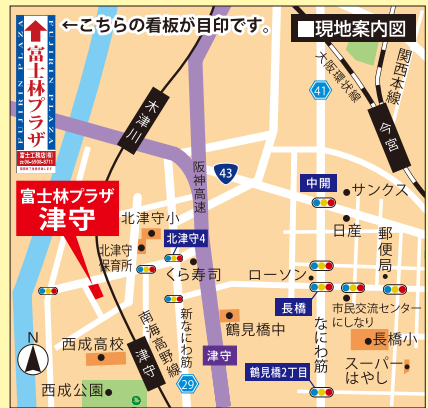 ←こちらの看板が目印です。
■現地案内図
FUJIRIN PLAZA
富士林プラザ
FUJIRIN PLAZA
富士林プラザ
津守
木津川
阪神高速
43
41
大阪環状線
関西本線
今宮
中開
サンクス
日産
郵便局
北津守小
北津守4
北津守
保育所
くら寿司
ローソン
長橋
市民交流センター
にしなり
長橋小
スーパー
はやし
鶴見橋中
なにわ筋
鶴見橋2丁目
津守
新なにわ筋
29
南海高野線
津守
西成高校
西成公園
N